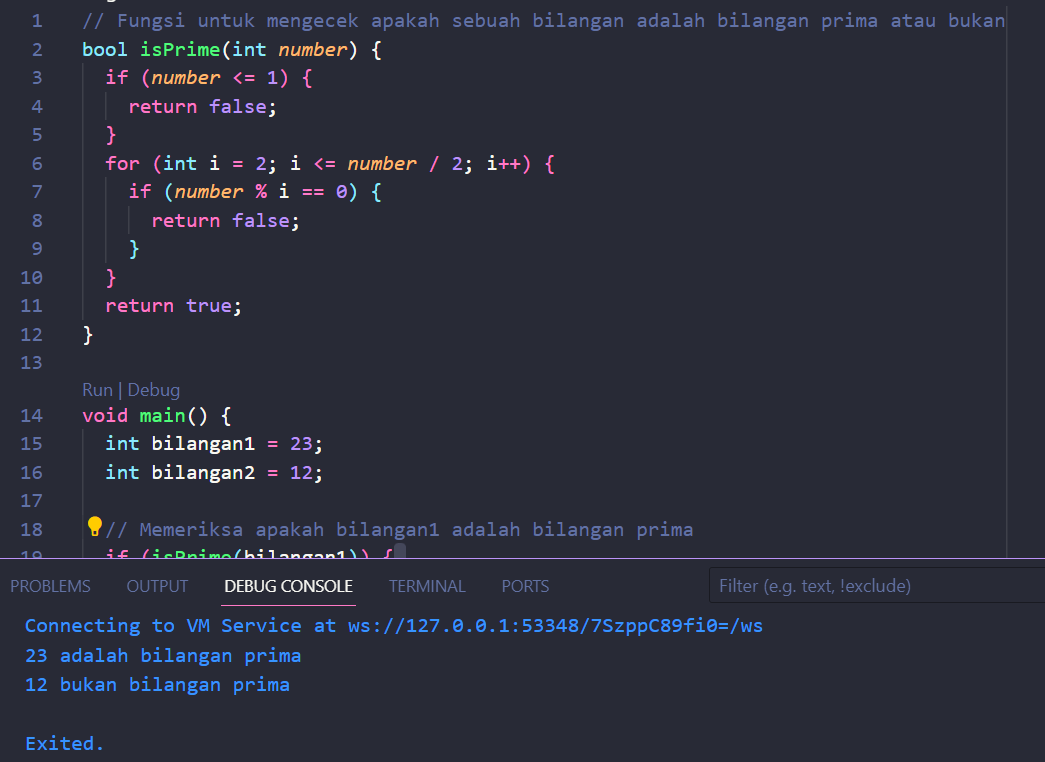 1 // Fungsi untuk mengecek apakah sebuah bilangan adalah bilangan prima atau bukan
2 bool isPrime(int number) {
3   if (number <= 1) {
4     return false;
5   }
6   for (int i = 2; i <= number / 2; i++) {
7     if (number % i == 0) {
8       return false;
9     }
10   }
11   return true;
12 }
13
Run | Debug
14 void main() {
15   int bilangan1 = 23;
16   int bilangan2 = 12;
17
18   // Memeriksa apakah bilangan1 adalah bilangan prima
19   if (isPrime(bilangan1)) {
PROBLEMS OUTPUT DEBUG CONSOLE TERMINAL PORTS Filter (e.g. text, !exclude)
Connecting to VM Service at ws://127.0.0.1:53348/7SzppC89fi0=/ws
23 adalah bilangan prima
12 bukan bilangan prima
Exited.